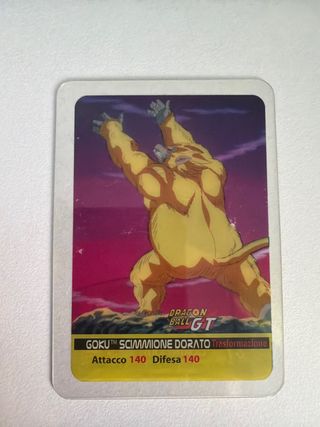 DRAGON
BALL GT
GOKU™ SCIMMIONE DORATO Trasformazione
Attacco 140 Difesa 140